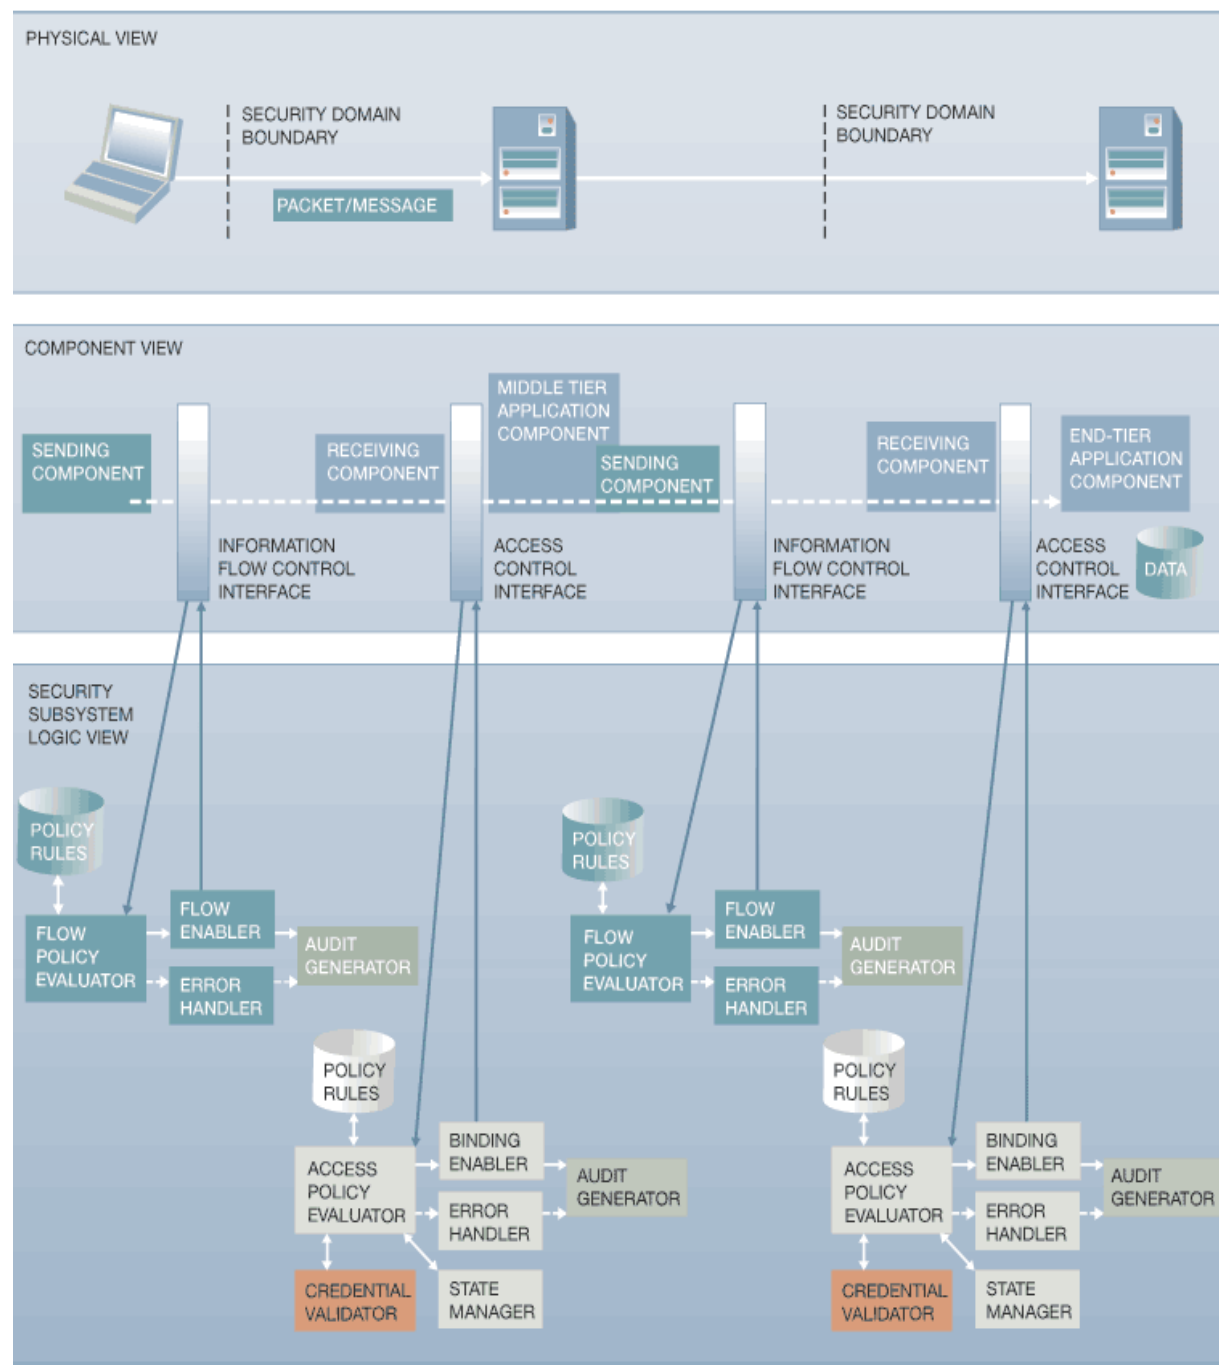 PHYSICAL VIEW
SECURITY DOMAIN
BOUNDARY
PACKET/MESSAGE
SECURITY DOMAIN
BOUNDARY
COMPONENT VIEW
SENDING
COMPONENT
INFORMATION
FLOW CONTROL
INTERFACE
RECEIVING
COMPONENT
ACCESS
CONTROL
INTERFACE
MIDDLE TIER
APPLICATION
COMPONENT
SENDING
COMPONENT
INFORMATION
FLOW CONTROL
INTERFACE
RECEIVING
COMPONENT
ACCESS
CONTROL
INTERFACE
END-TIER
APPLICATION
COMPONENT
DATA
SECURITY
SUBSYSTEM
LOGIC VIEW
POLICY
RULES
FLOW
POLICY
EVALUATOR
FLOW
ENABLER
ERROR
HANDLER
AUDIT
GENERATOR
POLICY
RULES
FLOW
POLICY
EVALUATOR
FLOW
ENABLER
ERROR
HANDLER
AUDIT
GENERATOR
POLICY
RULES
ACCESS
POLICY
EVALUATOR
BINDING
ENABLER
ERROR
HANDLER
AUDIT
GENERATOR
CREDENTIAL
VALIDATOR
STATE
MANAGER
POLICY
RULES
ACCESS
POLICY
EVALUATOR
BINDING
ENABLER
ERROR
HANDLER
AUDIT
GENERATOR
CREDENTIAL
VALIDATOR
STATE
MANAGER